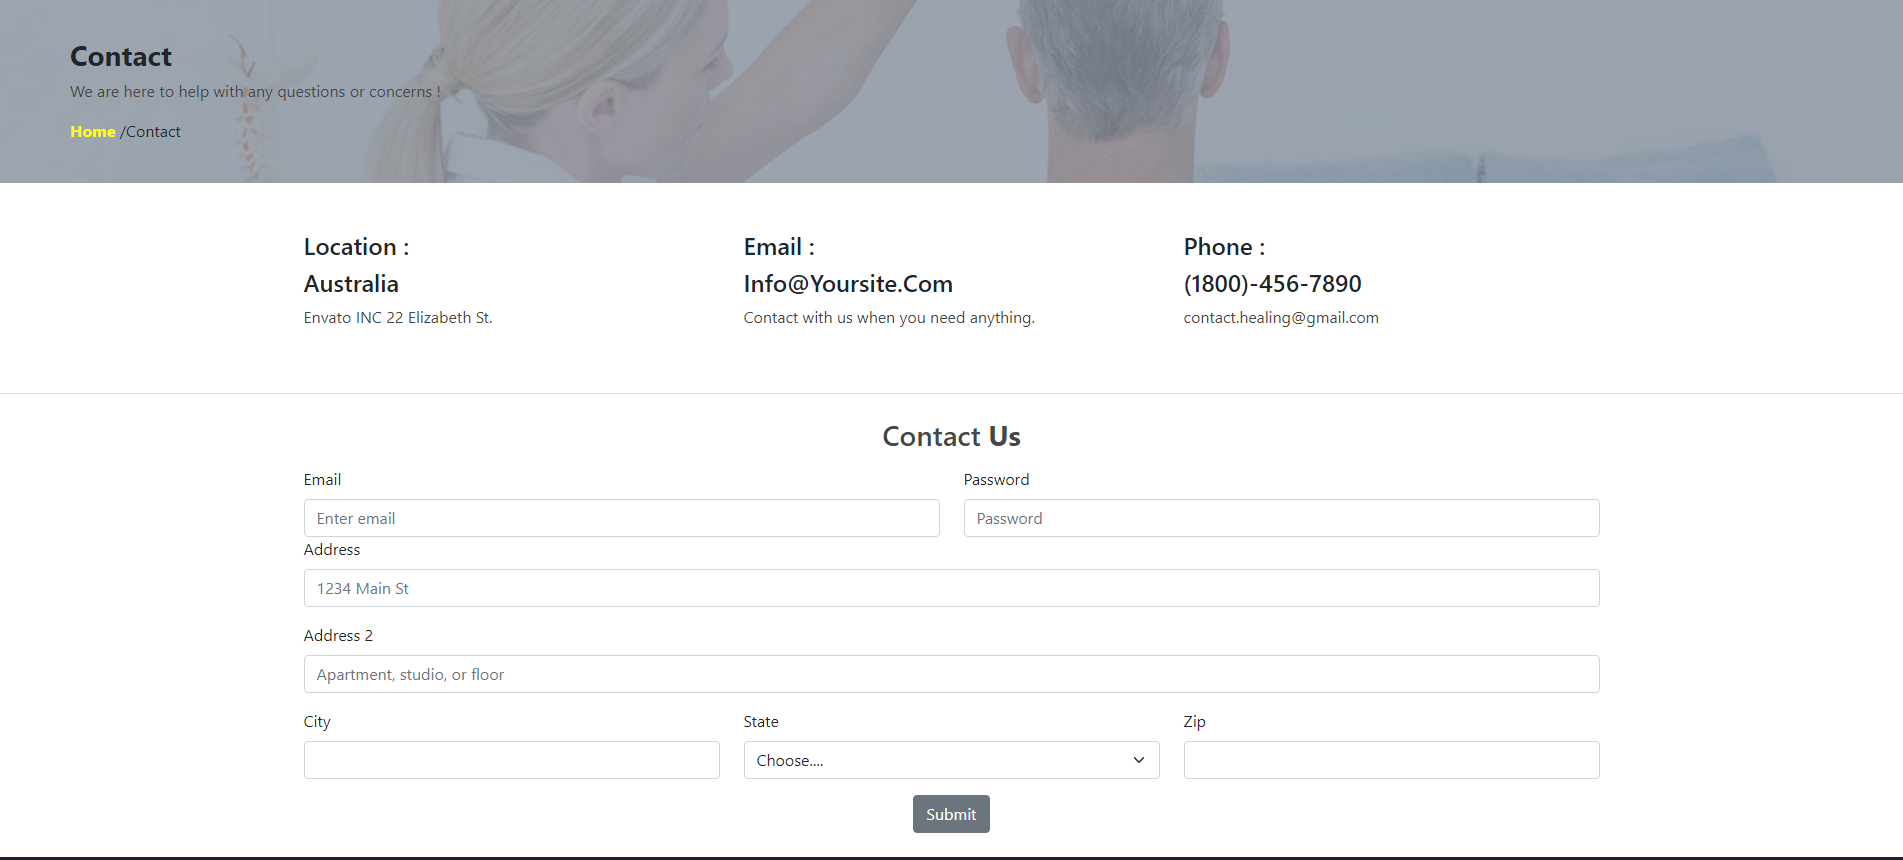 Contact
We are here to help with any questions or concerns !
Home /Contact
Location :
Australia
Envato INC 22 Elizabeth St.
Email :
Info@Yoursite.Com
Contact with us when you need anything.
Phone :
(1800)-456-7890
contact.healing@gmail.com
Contact Us
Email
Enter email
Password
Password
Address
1234 Main St
Address 2
Apartment, studio, or floor
City
State
Choose....
Zip
Submit